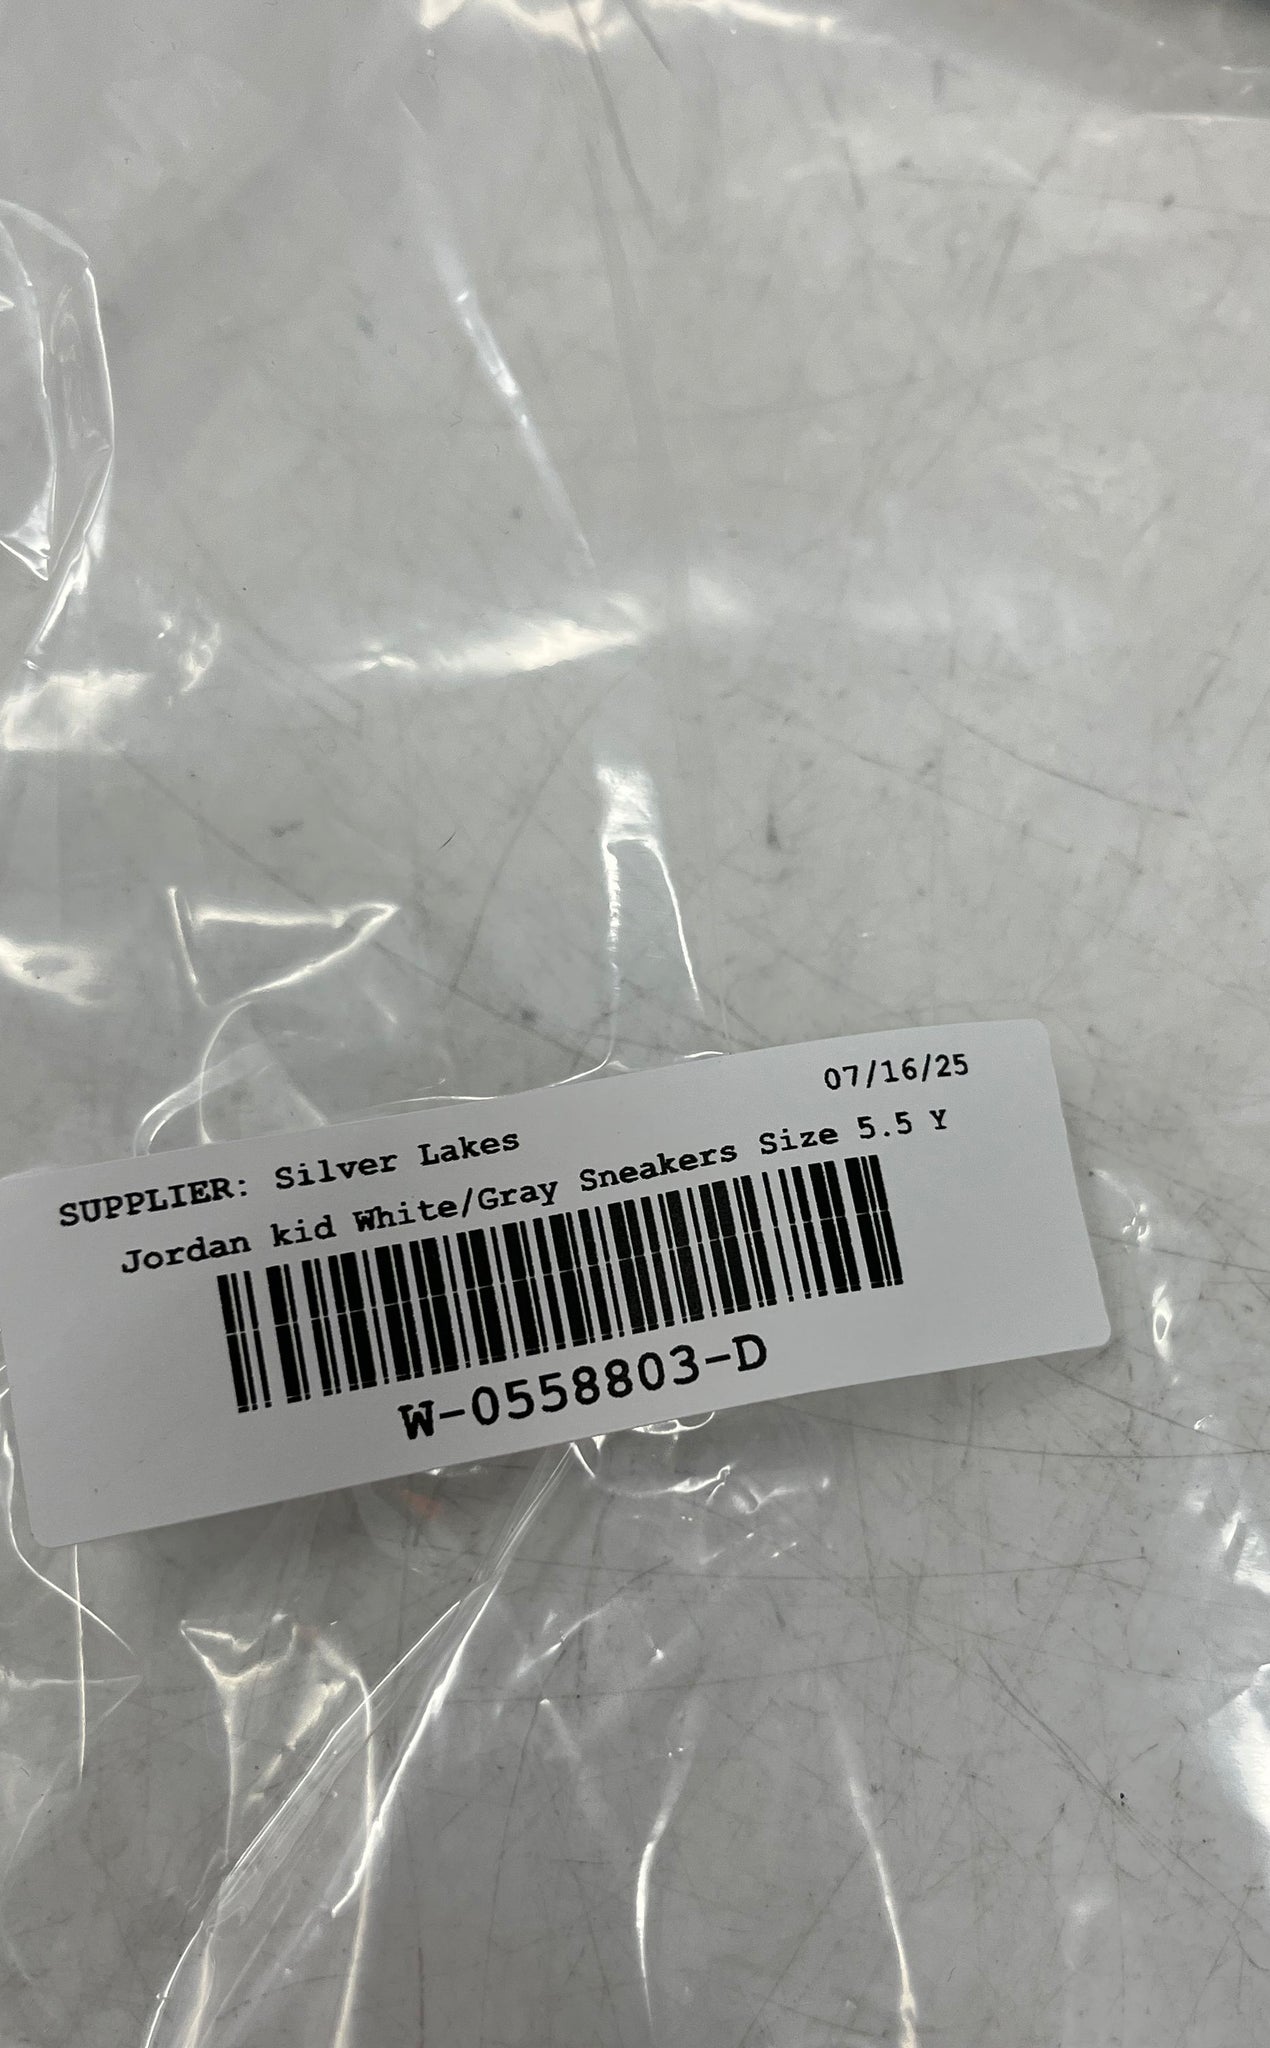 07/16/25
SUPPLIER: Silver Lakes
Jordan kid White/Gray Sneakers Size 5.5 Y
W-0558803-D